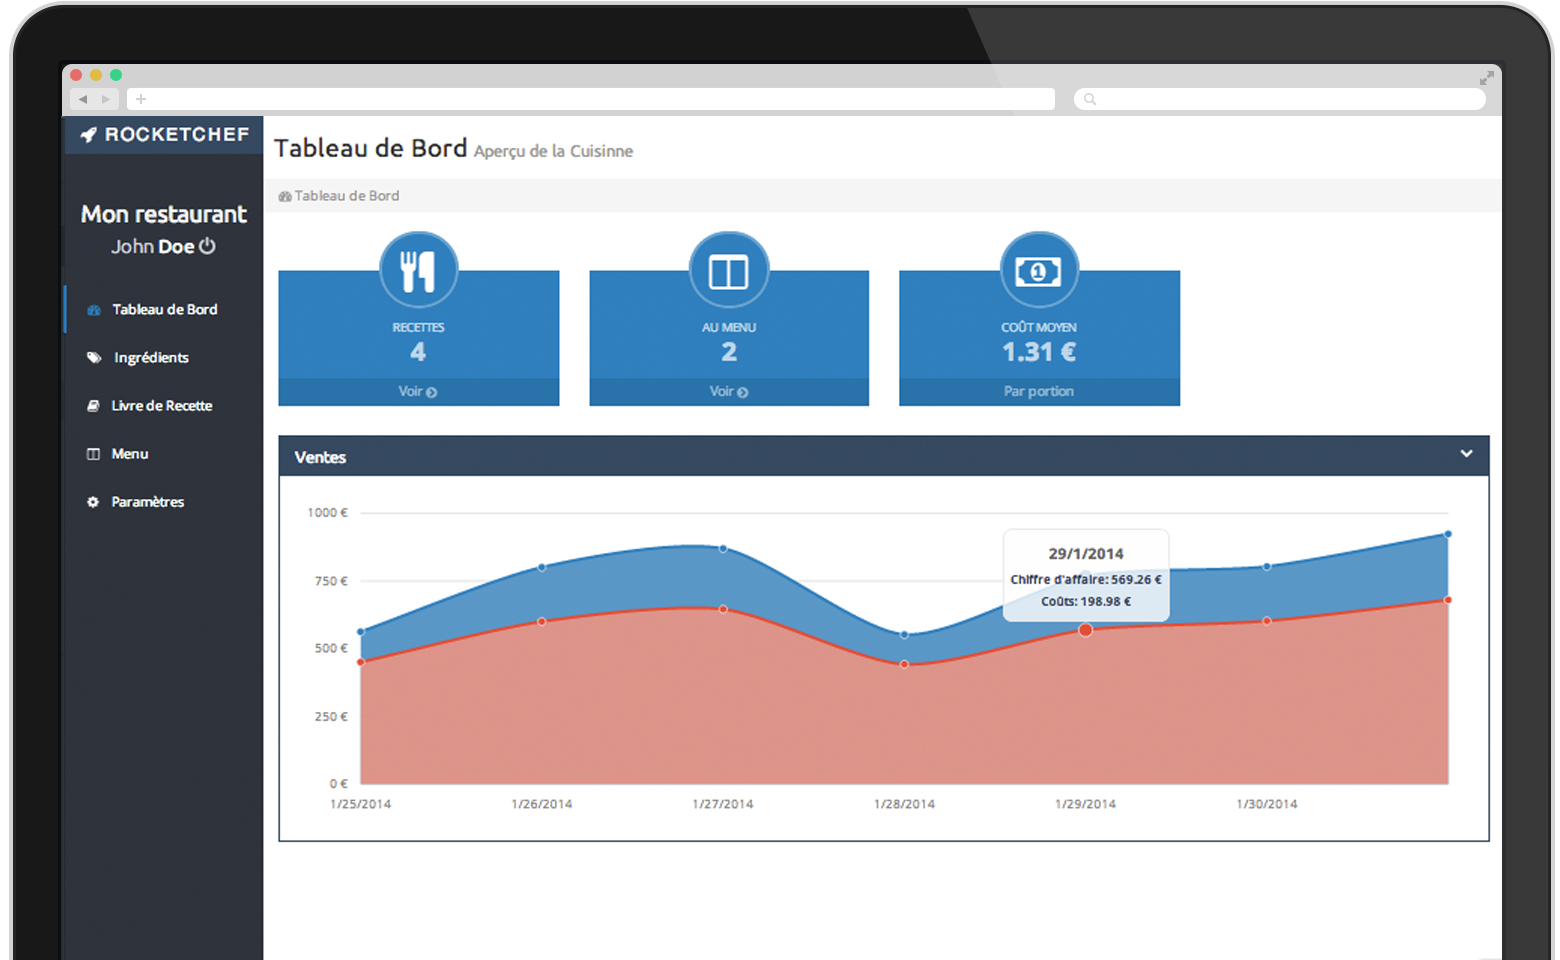 ROCKETCHEF
Tableau de Bord Aperçu de la Cuisinne
Mon restaurant
John Doe
Tableau de Bord
Ingrédients
Livre de Recette
Menu
Paramètres
Tableau de Bord
RECETTES
4
Voir
AU MENU
2
Voir
1
COÛT MOYEN
1.31 €
Par portion
Ventes
1000 €
750 €
500 €
250 €
0 €
29/1/2014
Chiffre d'affaire: 569.26 €
Coûts: 198.98 €
1/25/2014
1/26/2014
1/27/2014
1/28/2014
1/29/2014
1/30/2014